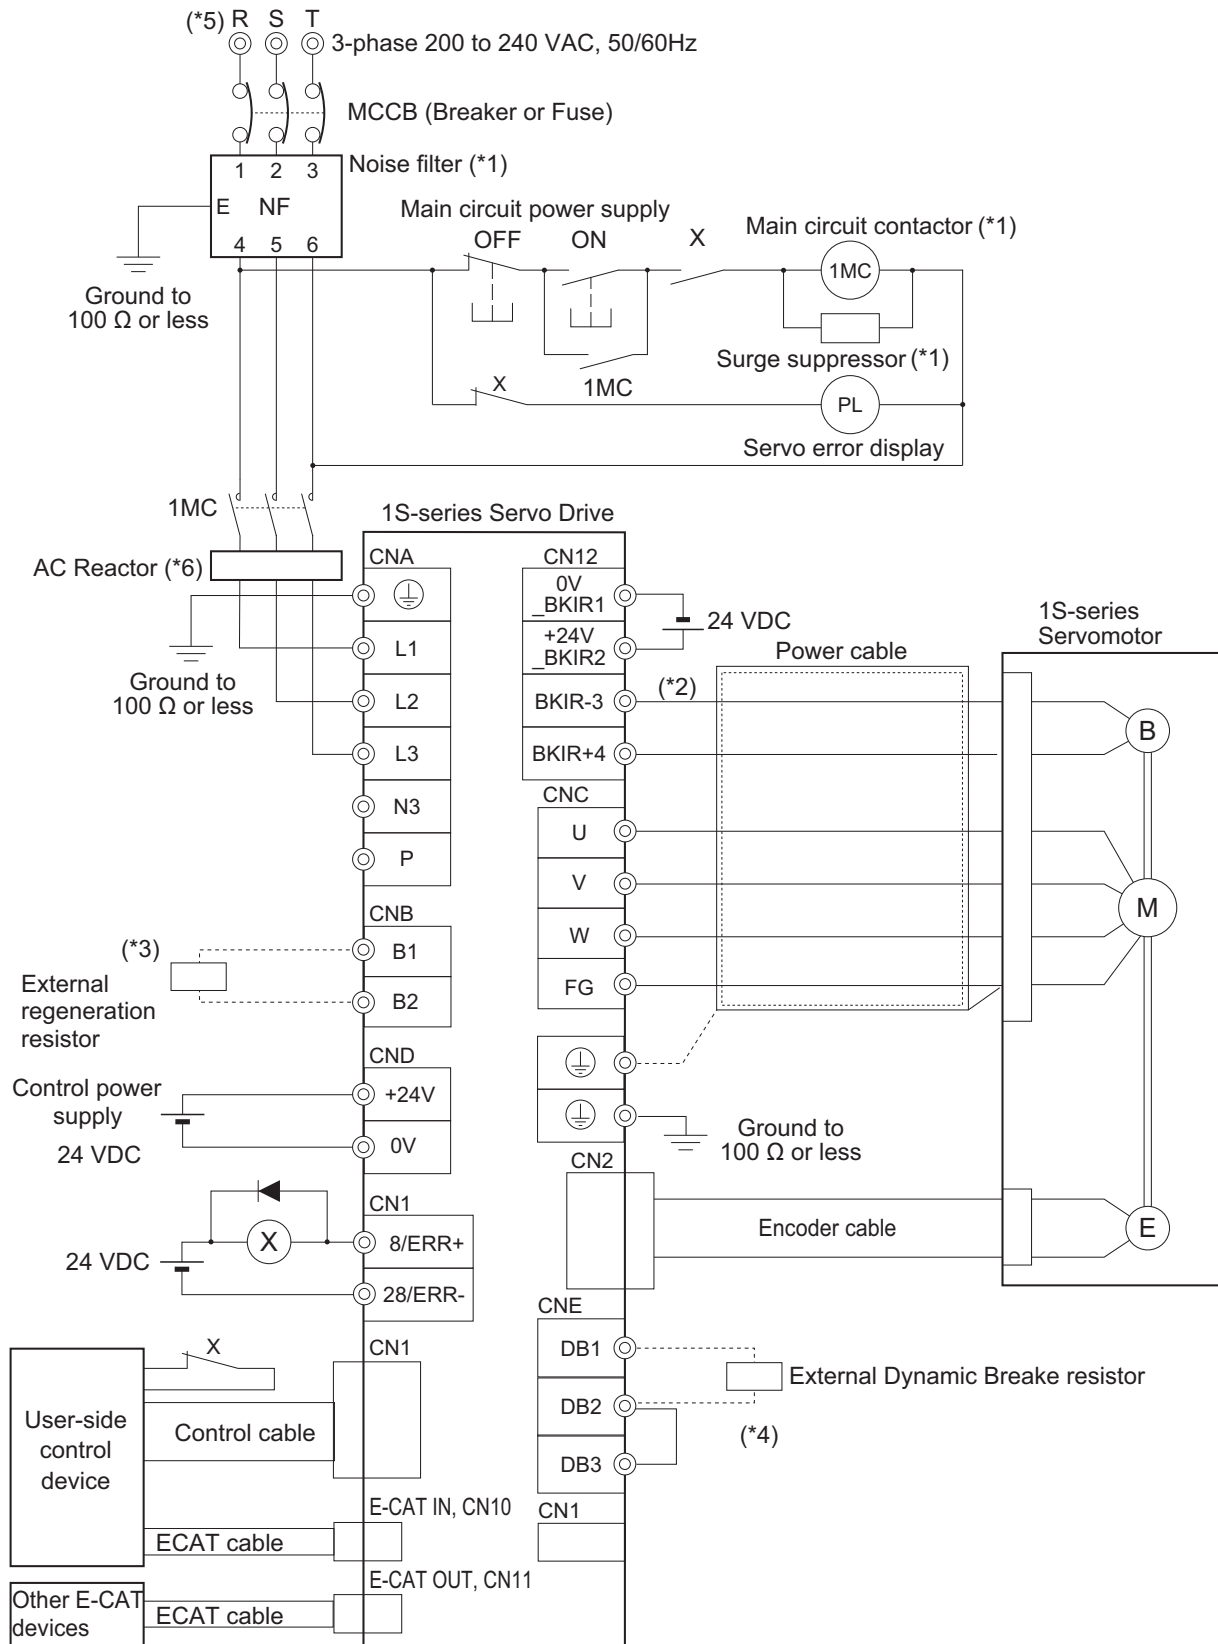 (*5) R S T
3-phase 200 to 240 VAC, 50/60Hz
MCCB (Breaker or Fuse)
1 2 3
Noise filter (*1)
E NF
4 5 6
Ground to
100 Ω or less
Main circuit power supply
OFF ON X
Main circuit contactor (*1)
1MC
Surge suppressor (*1)
1MC
X
PL
Servo error display
1MC
AC Reactor (*6)
Ground to
100 Ω or less
1S-series Servo Drive
CNA
L1
L2
L3
N3
P
CNB
(*3)
B1
B2
External
regeneration
resistor
CND
+24V
0V
Control power
supply
24 VDC
CN1
X
8/ERR+
28/ERR-
24 VDC
CN1
X
User-side
control
device
Control cable
E-CAT IN, CN10
ECAT cable
E-CAT OUT, CN11
Other E-CAT
devices
ECAT cable
CN12
0V
_BKIR1
+24V
_BKIR2
24 VDC
BKIR-3
(*2)
BKIR+4
Power cable
1S-series
Servomotor
B
CNC
U
V
W
FG
M
Ground to
100 Ω or less
CN2
Encoder cable
E
CNE
DB1
DB2
DB3
External Dynamic Breake resistor
(*4)
CN1